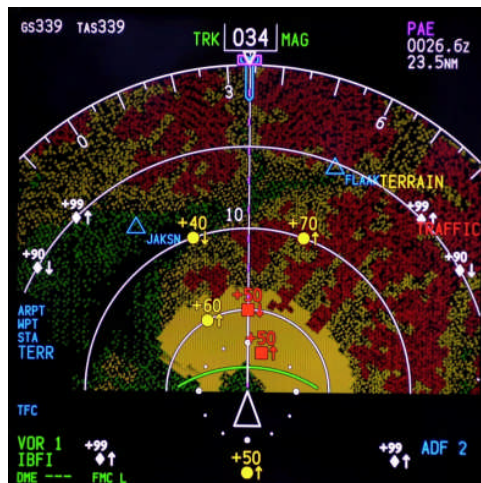 GS339 TAS339
TRK 034 MAG
PAE
0026.6z
23.5NM
3
0
6
FLAAK
TERRAIN
+99↑
+99↑
TRAFFIC
10
+40↓
+70↑
JAKSN
+90↓
+90↓
ARPT
WPT
STA
TERR
+60↑
+50↓
+50↑
TFC
VOR 1
IBFI
DME ---
FMC L
+99↑
+50↑
+99↑
ADF 2